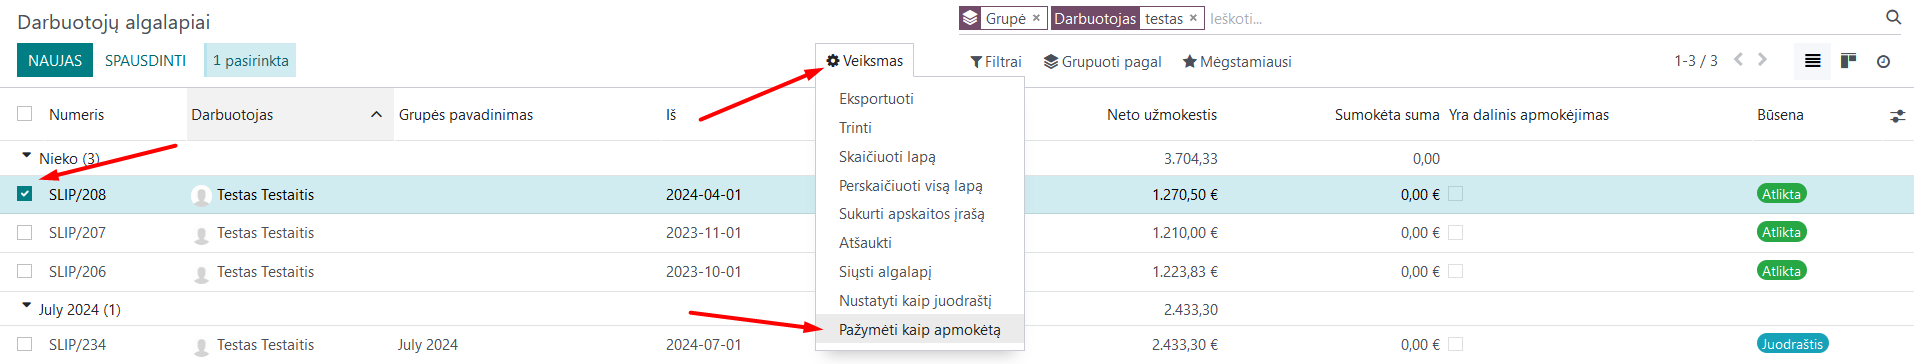 Darbuotojų algalapiai
Grupė × Darbuotojas testas × Ieškoti...
NAUJAS SPAUSDINTI 1 pasirinkta Veiksmas Filtrai Grupuoti pagal Mėgstamiausi 1-3 / 3
Eksportuoti
Trinti
Skaičiuoti lapą
Perskaičiuoti visą lapą
Sukurti apskaitos įrašą
Atšaukti
Siųsti algalapį
Nustatyti kaip juodraštį
Pažymėti kaip apmokėtą
Numeris Darbuotojas Grupės pavadinimas Iš Neto užmokestis Sumokėta suma Yra dalinis apmokėjimas Būsena
Nieko (3) 3.704,33 0,00
SLIP/208 Testas Testaitis 2024-04-01 1.270,50 € 0,00 € Atlikta
SLIP/207 Testas Testaitis 2023-11-01 1.210,00 € 0,00 € Atlikta
SLIP/206 Testas Testaitis 2023-10-01 1.223,83 € 0,00 € Atlikta
July 2024 (1) 2.433,30
SLIP/234 Testas Testaitis July 2024 2024-07-01 2.433,30 € 0,00 € Juodraštis